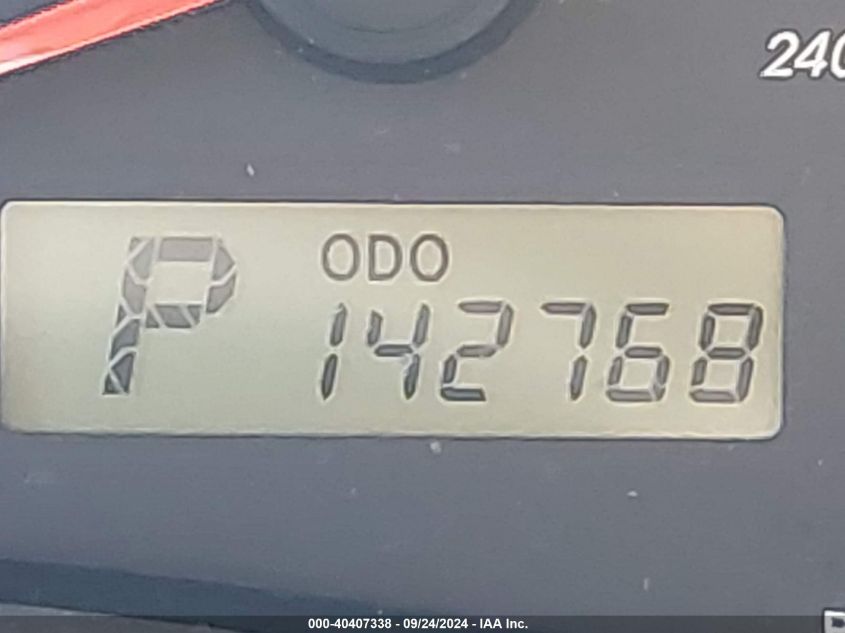 240
ODO
P 142768
000-40407338 - 09/24/2024 - IAA Inc.